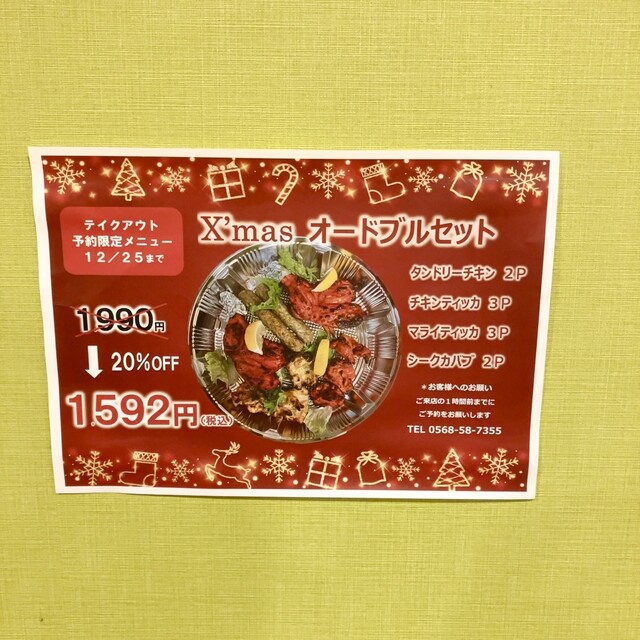 テイクアウト
予約限定メニュー
12/25まで
X'mas オードブルセット
タンドリーチキン 2P
チキンティッカ 3P
マライティッカ 3P
シークカバブ 2P
1990円
20%OFF
1592円(税込)
*お客様へのお願い
ご来店の1時間前までに
ご予約をお願いします
TEL 0568-58-7355